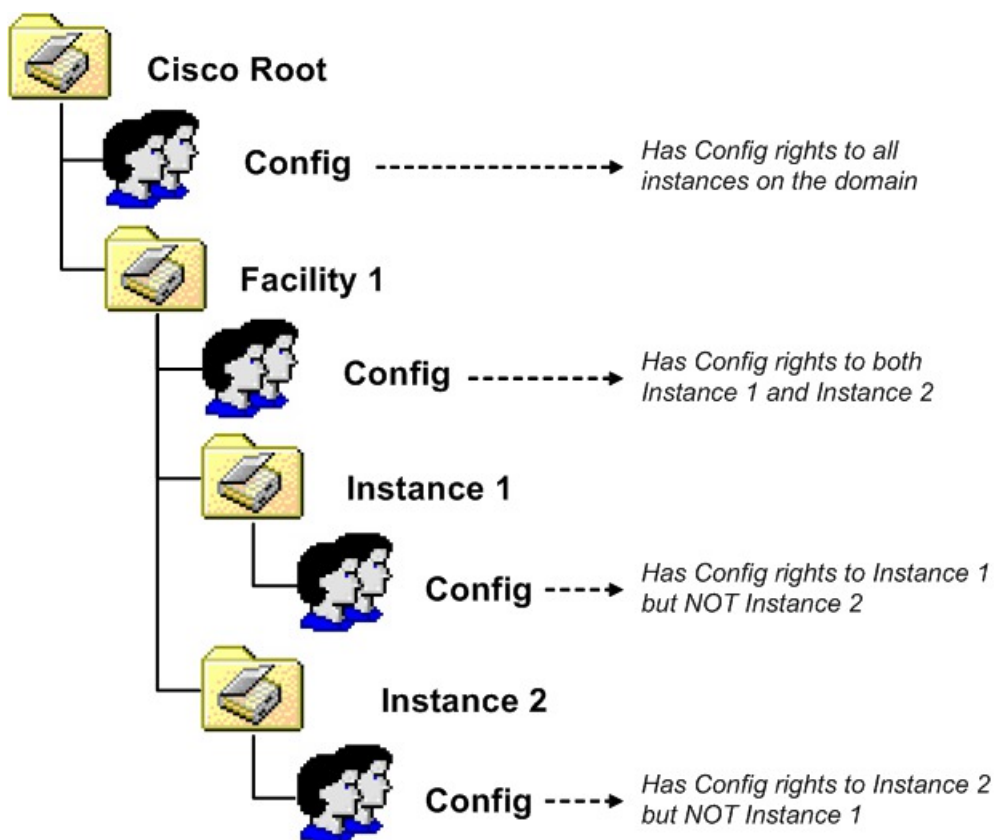 Cisco Root
Config
Has Config rights to all
instances on the domain
Facility 1
Config
Has Config rights to both
Instance 1 and Instance 2
Instance 1
Config
Has Config rights to Instance 1
but NOT Instance 2
Instance 2
Config
Has Config rights to Instance 2
but NOT Instance 1